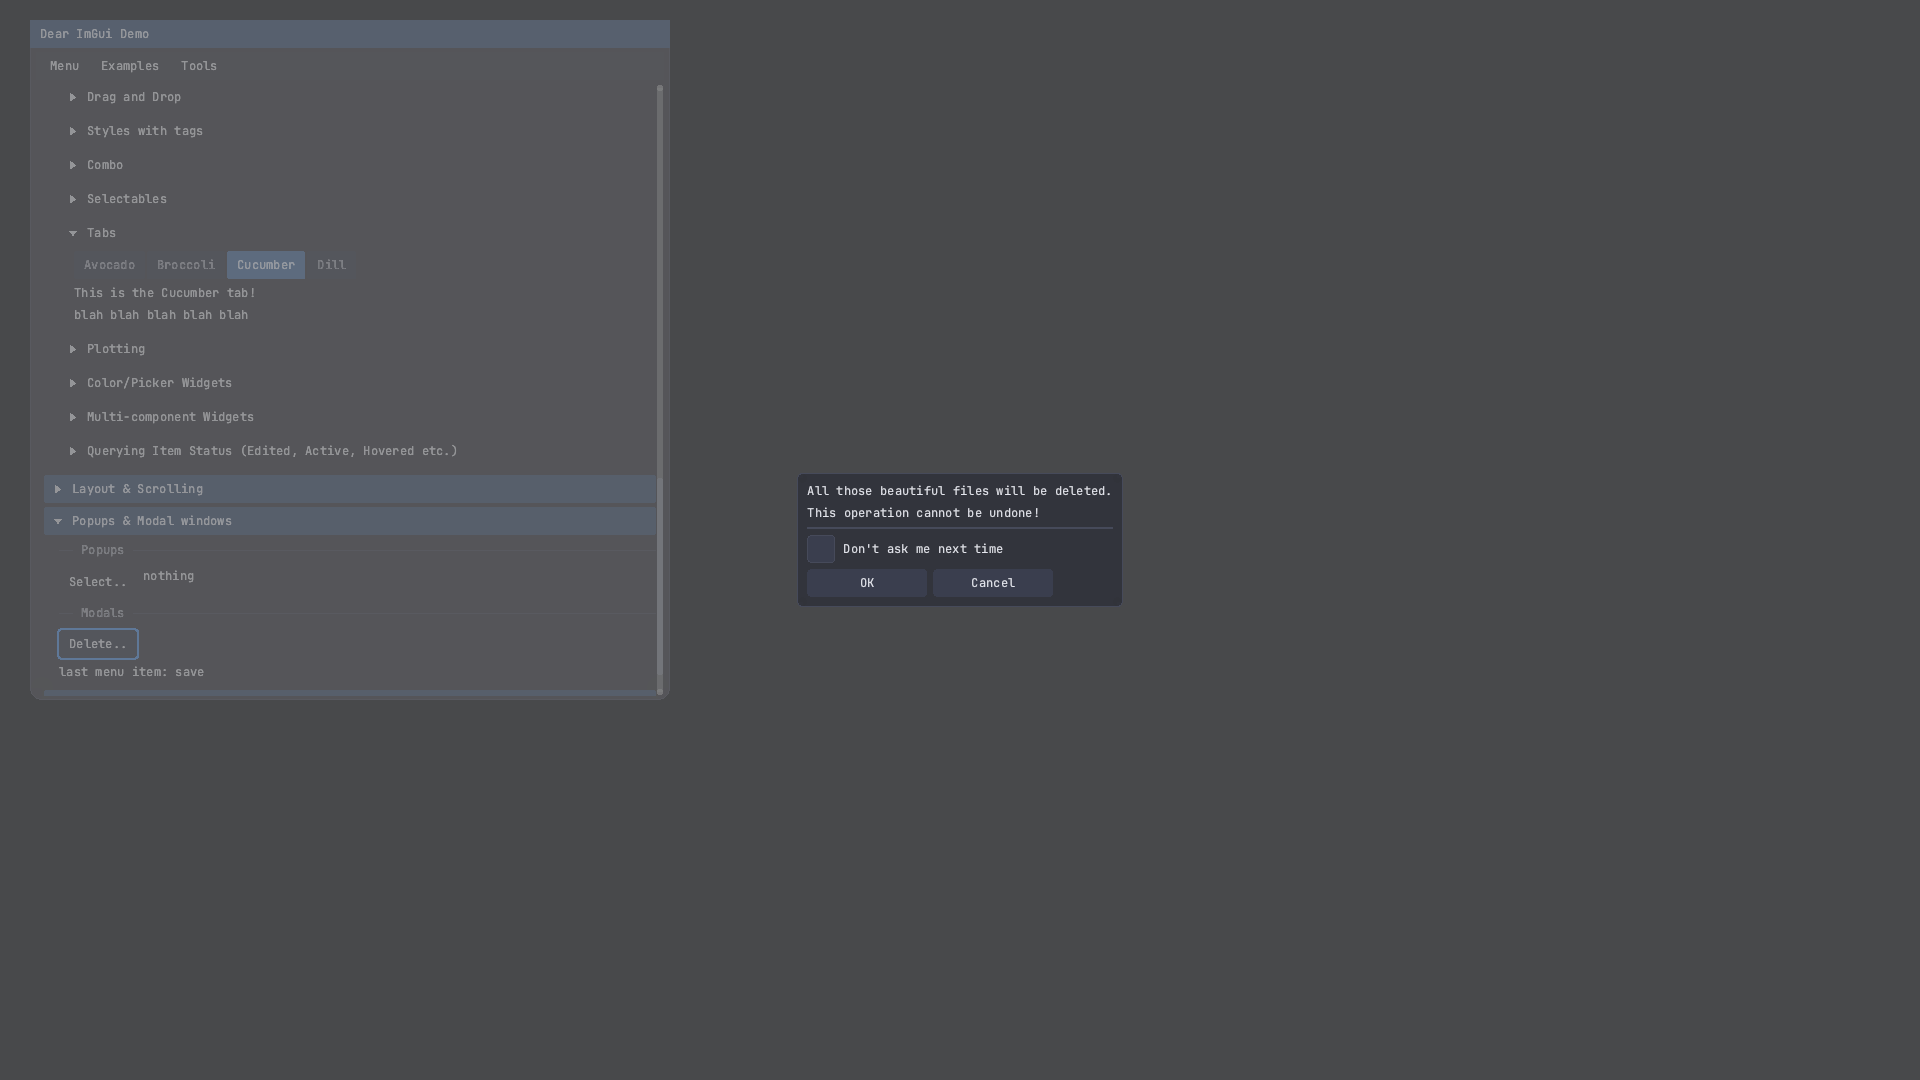 Dear ImGui Demo
Menu Examples Tools
Drag and Drop
Styles with tags
Combo
Selectables
Tabs
Avocado Broccoli Cucumber Dill
This is the Cucumber tab!
blah blah blah blah blah
Plotting
Color/Picker Widgets
Multi-component Widgets
Querying Item Status (Edited, Active, Hovered etc.)
Layout & Scrolling
Popups & Modal windows
Popups
Select.. nothing
Modals
Delete..
last menu item: save
All those beautiful files will be deleted.
This operation cannot be undone!
Don't ask me next time
OK Cancel